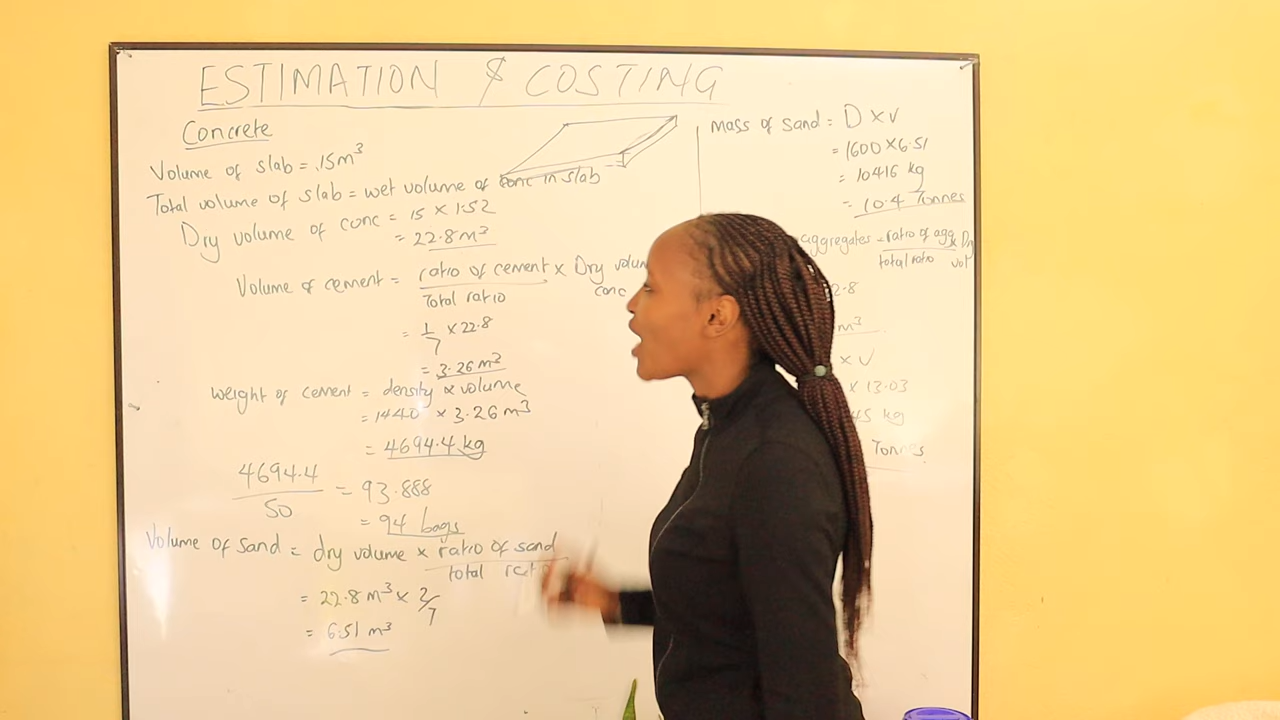 ESTIMATION & COSTING
Concrete
Volume of slab = 15m³
Total volume of slab = wet volume of conc in slab
Dry volume of conc = 15 x 1.52
= 22.8m³
Volume of cement = ratio of cement x Dry volum
Total ratio conc
= 1/7 x 22.8
= 3.26 m³
weight of cement = density x volume
= 1440 x 3.26 m³
= 4694.4 kg
4694.4 / 50 = 93.888
= 94 bags
Volume of sand = dry volume x ratio of sand
total ratio
= 22.8 m³ x 2/7
= 6.51 m³
Mass of sand = D x V
= 1600 x 6.51
= 10416 kg
= 10.4 Tonnes
aggregates = ratio of agg x Dry
total ratio vol
2.8
m³
x V
x 13.03
45 kg
Tonnes